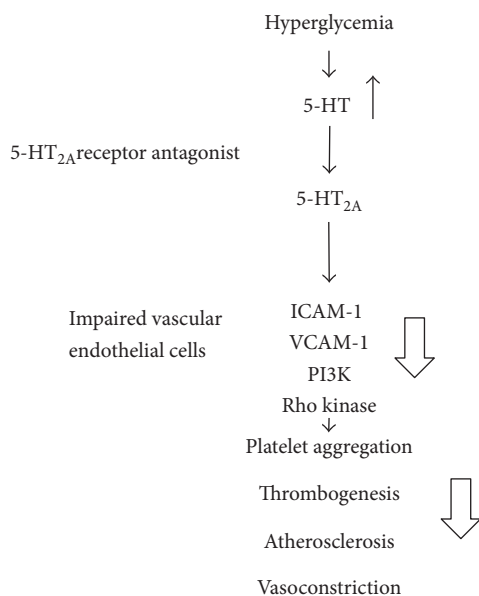 Hyperglycemia
5-HT
5-HT2A receptor antagonist
5-HT2A
Impaired vascular
endothelial cells
ICAM-1
VCAM-1
PI3K
Rho kinase
Platelet aggregation
Thrombogenesis
Atherosclerosis
Vasoconstriction